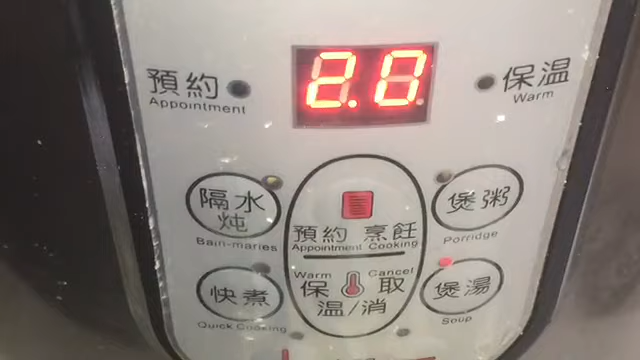 2.0
預約
Appointment
保溫
Warm
隔水
炖
Bain-maries
預約 烹飪
Appointment Cooking
煲粥
Porridge
快煮
Quick Cooking
Warm Cancel
保 取
温/消
煲湯
Soup